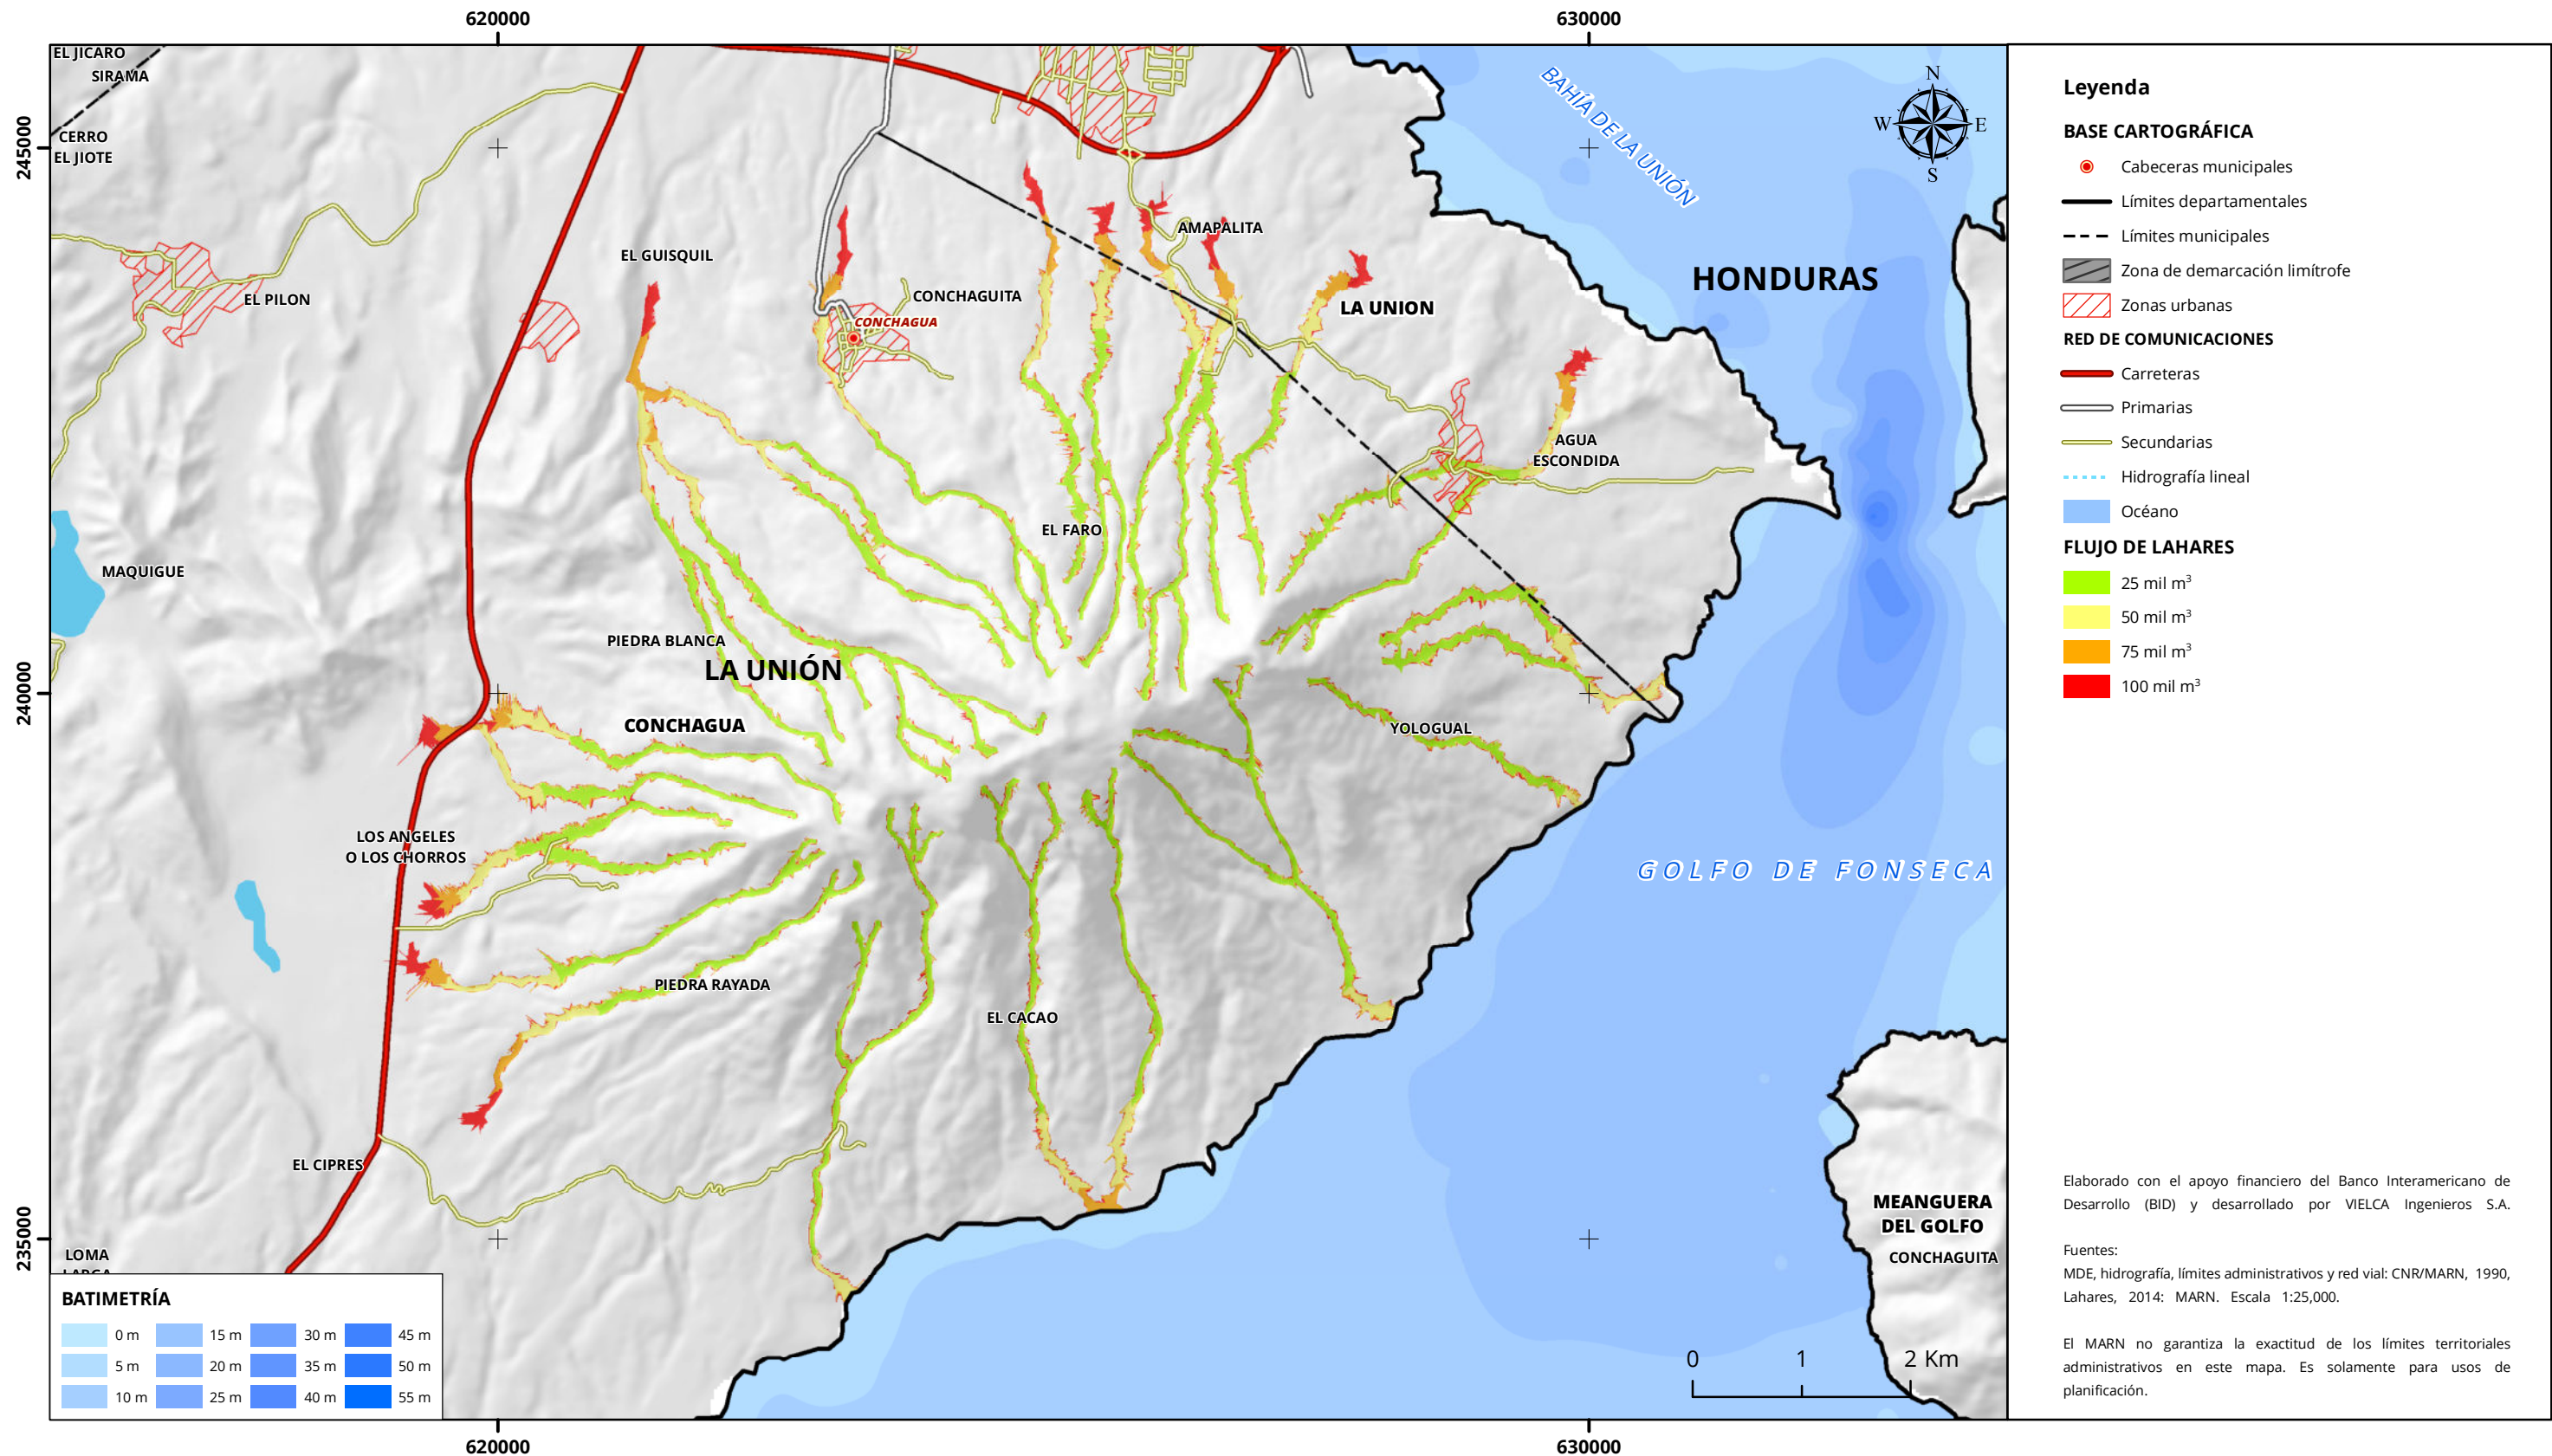 620000
630000
EL JICARO
SIRAMA
CERRO
EL JIOTE
245000
240000
235000
BAHÍA DE LA UNIÓN
N
W
E
S
HONDURAS
AMAPALITA
EL GUISQUIL
EL PILON
CONCHAGUITA
CONCHAGUA
LA UNION
AGUA
ESCONDIDA
EL FARO
MAQUIGUE
PIEDRA BLANCA
LA UNIÓN
CONCHAGUA
YOLOGUAL
LOS ANGELES
O LOS CHORROS
GOLFO DE FONSECA
PIEDRA RAYADA
EL CACAO
EL CIPRES
MEANGUERA
DEL GOLFO
CONCHAGUITA
LOMA
LARGA
BATIMETRÍA
0 m
15 m
30 m
45 m
5 m
20 m
35 m
50 m
10 m
25 m
40 m
55 m
0
1
2 Km
620000
630000
Leyenda
BASE CARTOGRÁFICA
Cabeceras municipales
Límites departamentales
Límites municipales
Zona de demarcación limítrofe
Zonas urbanas
RED DE COMUNICACIONES
Carreteras
Primarias
Secundarias
Hidrografía lineal
Océano
FLUJO DE LAHARES
25 mil m³
50 mil m³
75 mil m³
100 mil m³
Elaborado con el apoyo financiero del Banco Interamericano de
Desarrollo (BID) y desarrollado por VIELCA Ingenieros S.A.
Fuentes:
MDE, hidrografía, límites administrativos y red vial: CNR/MARN, 1990,
Lahares, 2014: MARN. Escala 1:25,000.
El MARN no garantiza la exactitud de los límites territoriales
administrativos en este mapa. Es solamente para usos de
planificación.